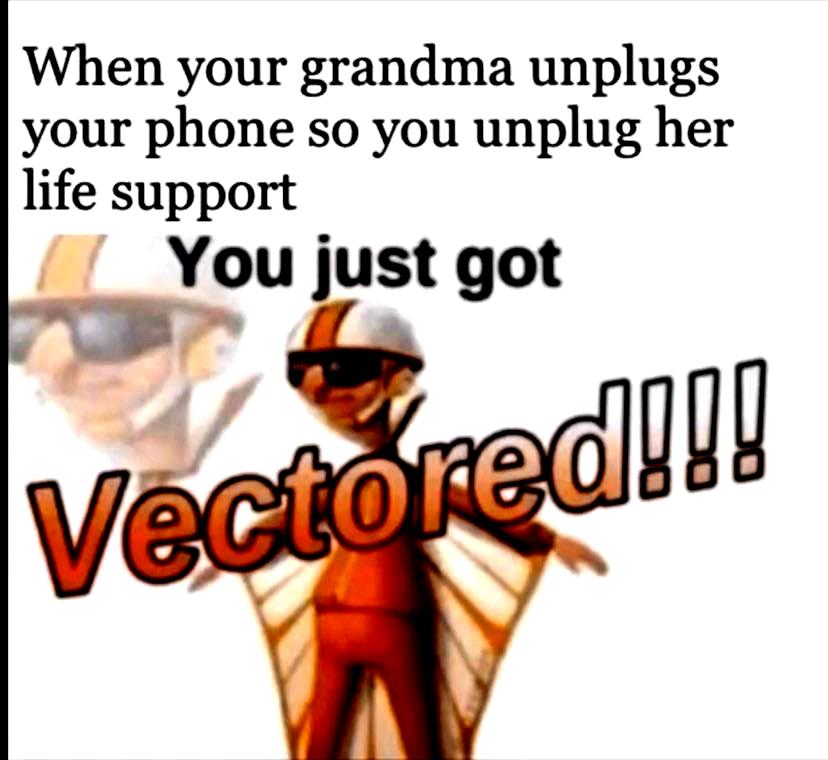 When your grandma unplugs
your phone so you unplug her
life support
You just got
Vectored!!!